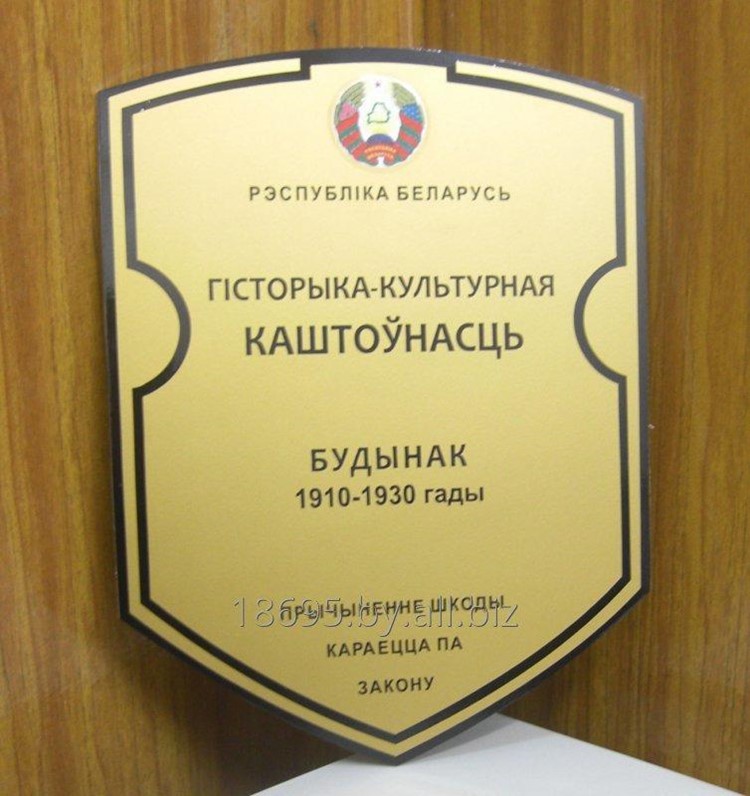 РЭСПУБЛІКА БЕЛАРУСЬ
ГІСТОРЫКА-КУЛЬТУРНАЯ
КАШТОЎНАСЦЬ
БУДЫНАК
1910-1930 гады
ПРЫЧЫНЕННЕ ШКОДЫ
18695.by.all.biz
КАРАЕЦЦА ПА
ЗАКОНУ